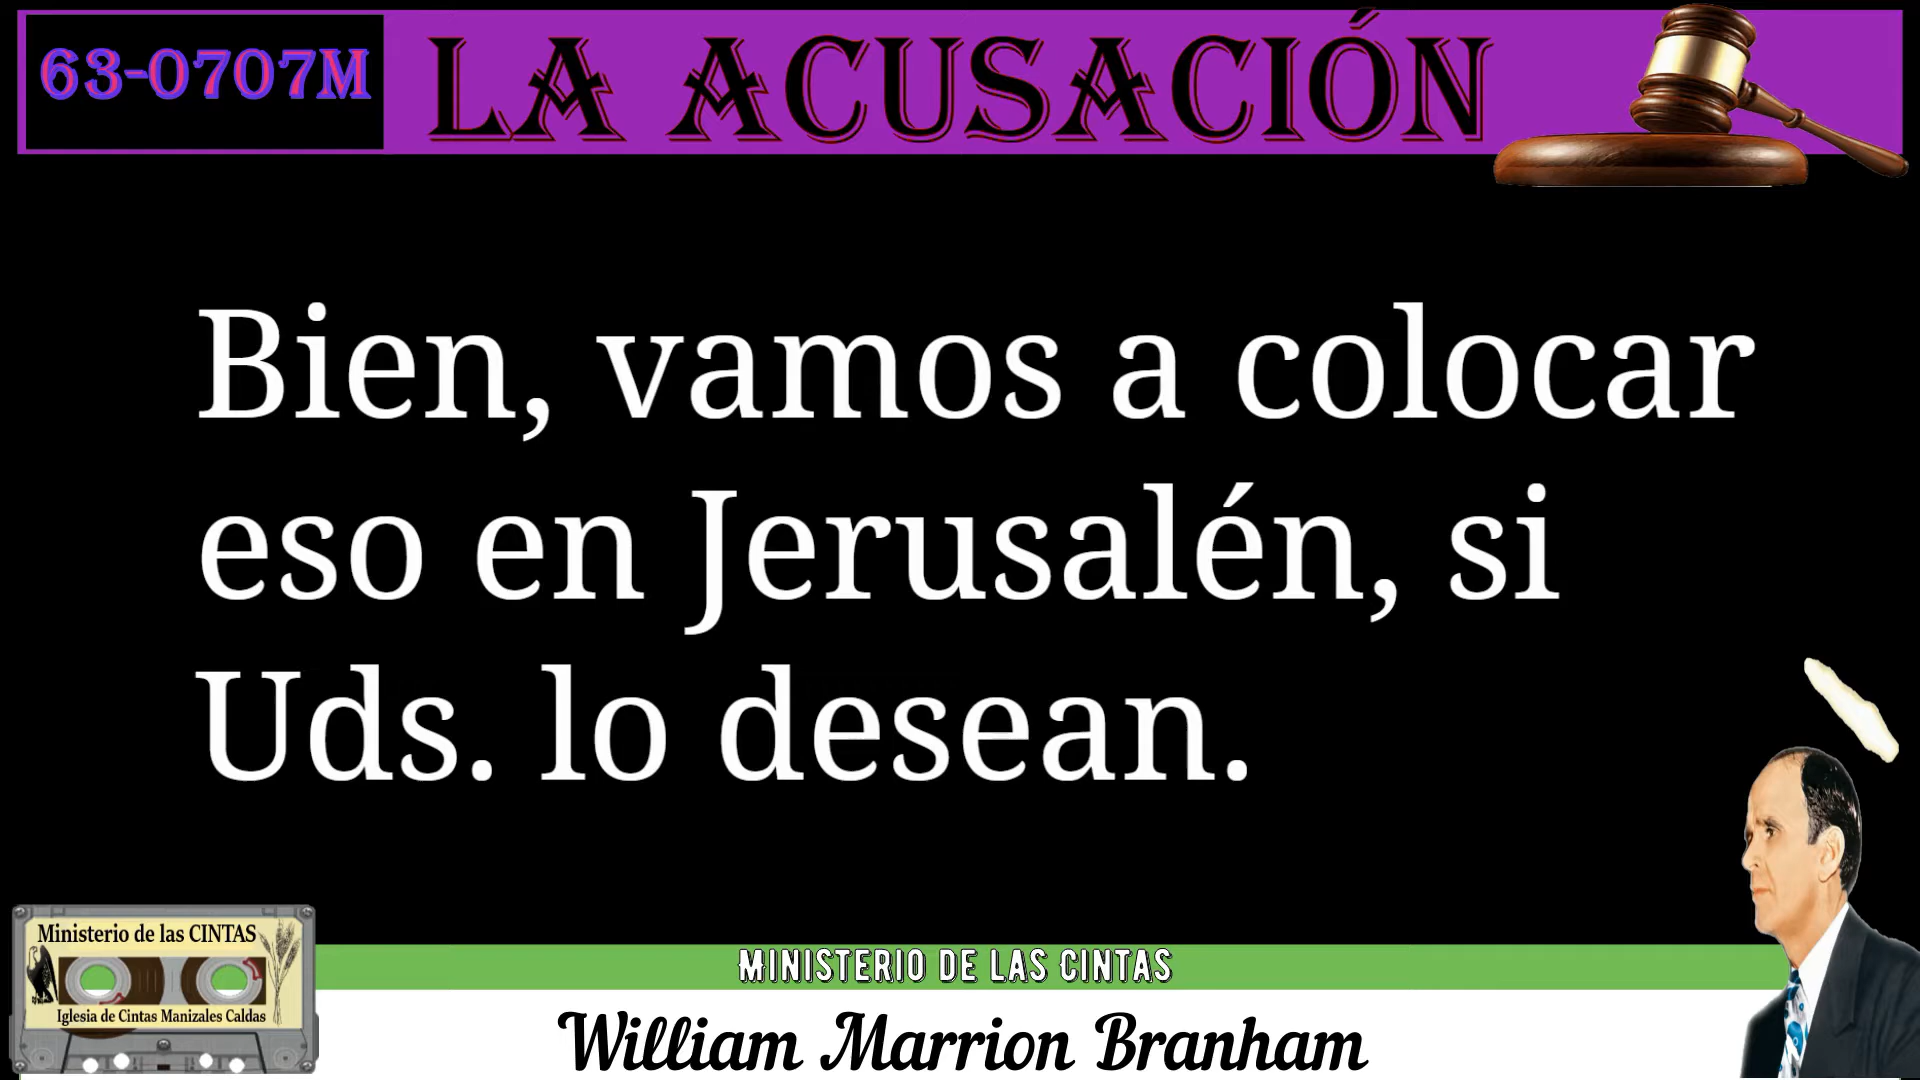 63-0707M
LA ACUSACIÓN
Bien, vamos a colocar
eso en Jerusalén, si
Uds. lo desean.
Ministerio de las CINTAS
Iglesia de Cintas Manizales Caldas
MINISTERIO DE LAS CINTAS
William Marrion Branham